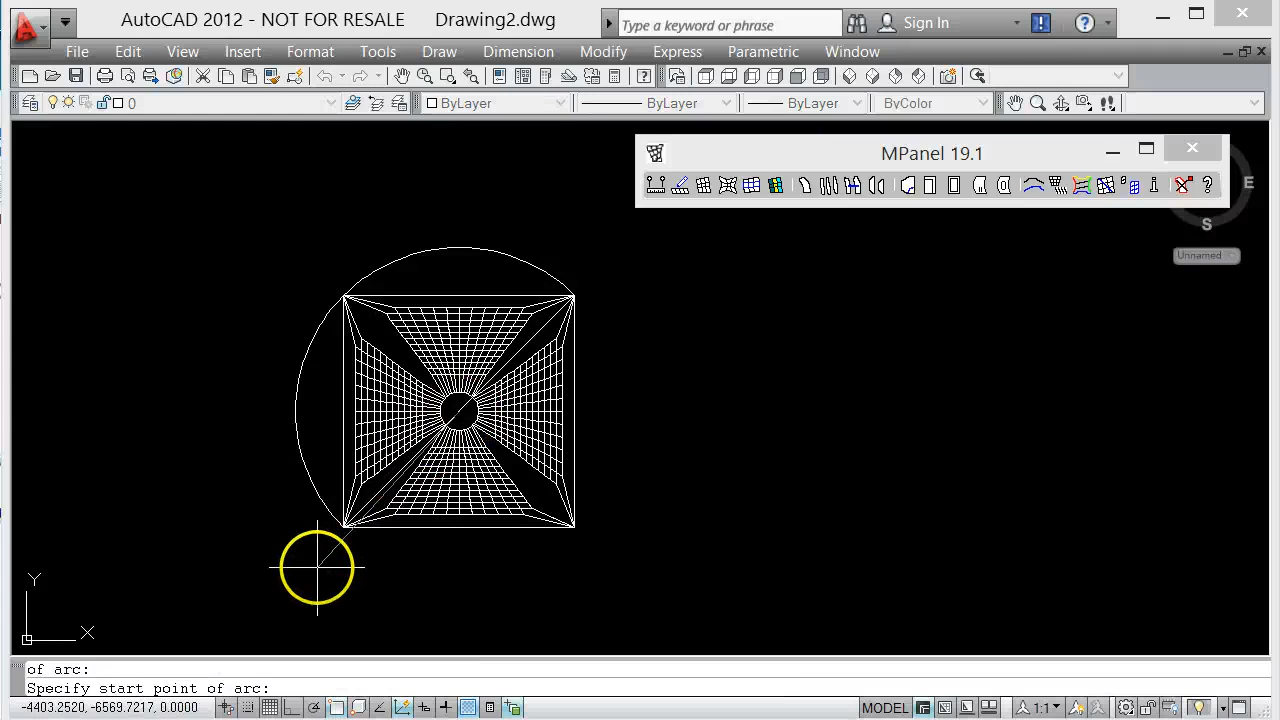 AutoCAD 2012 - NOT FOR RESALE Drawing2.dwg
Type a keyword or phrase
Sign In
File Edit View Insert Format Tools Draw Dimension Modify Express Parametric Window
0 ByLayer ByLayer ByLayer ByColor
MPanel 19.1
E
S
Unnamed
Y
X
of arc:
Specify start point of arc:
-4403.2520, -6569.7217, 0.0000 MODEL 1:1